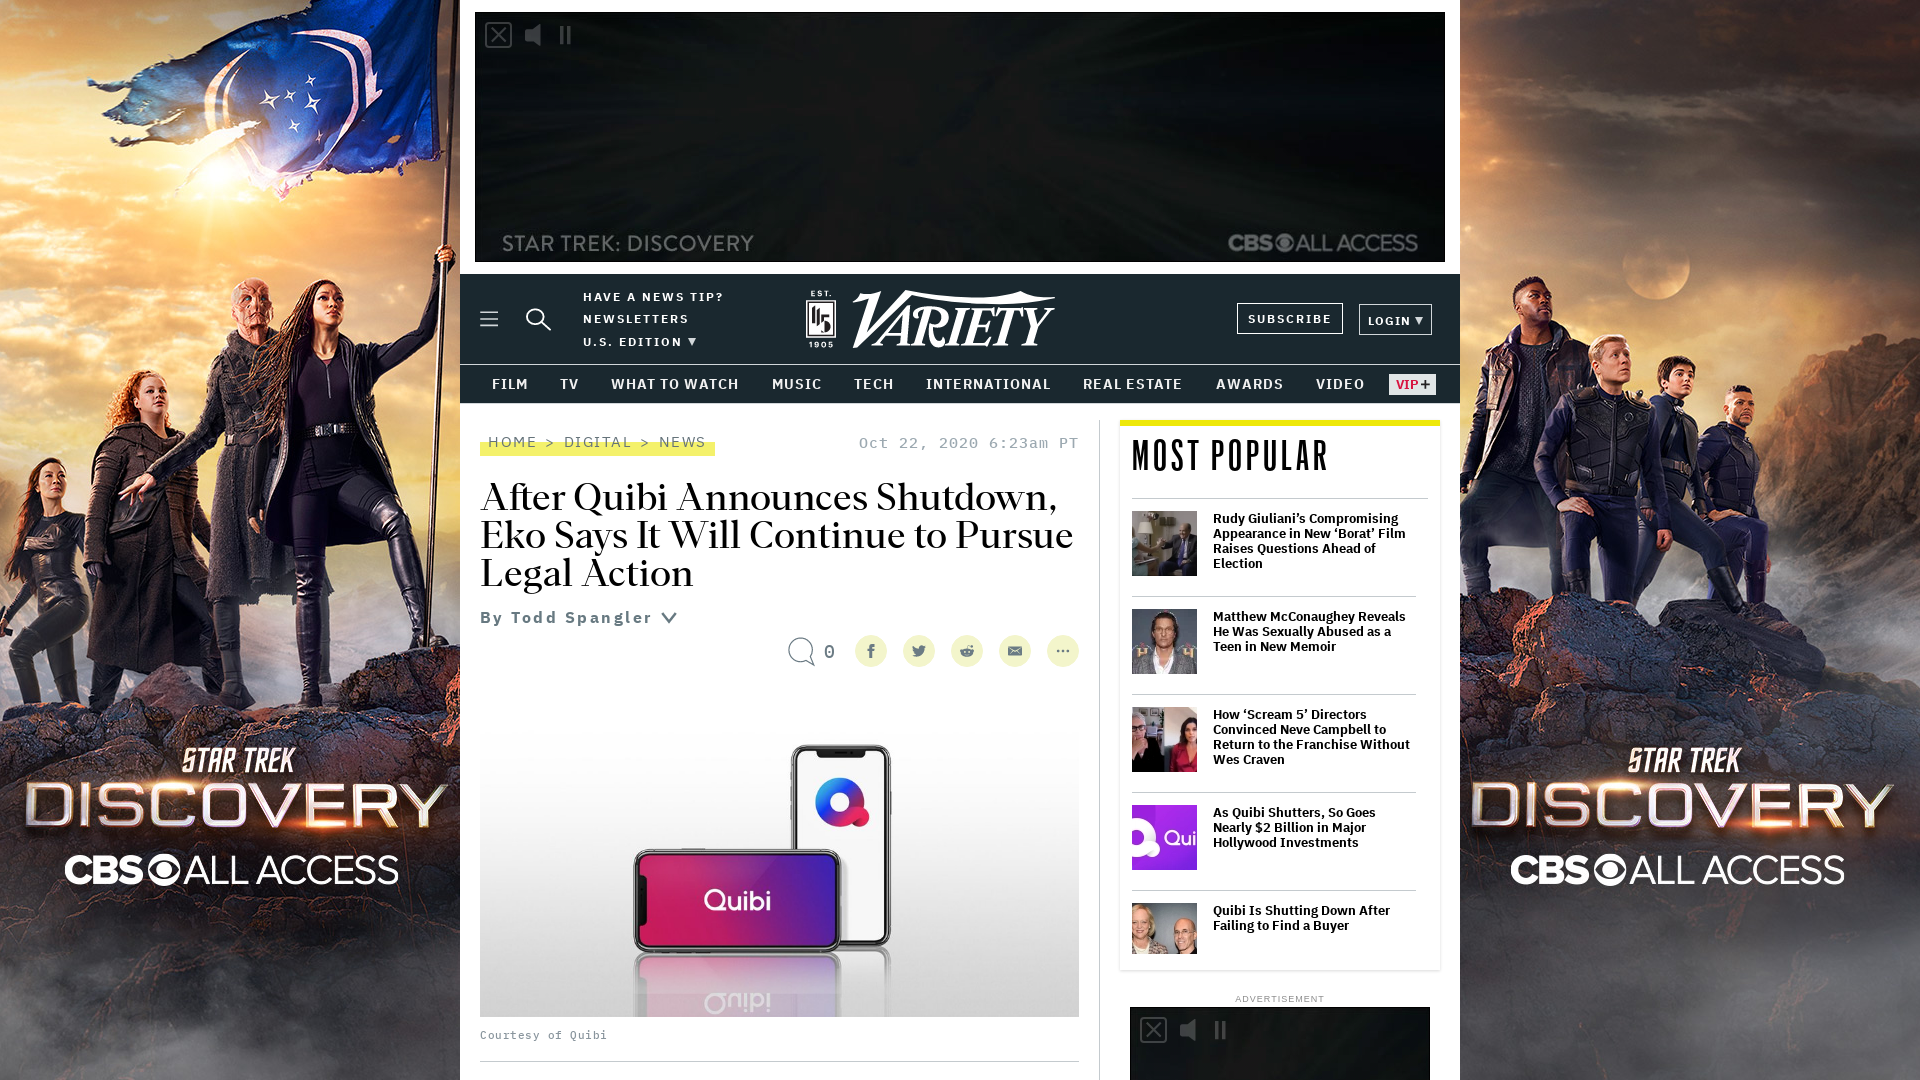 STAR TREK: DISCOVERY
CBS ALL ACCESS
HAVE A NEWS TIP?
NEWSLETTERS
U.S. EDITION ▼
EST.
115
1905
VARIETY
SUBSCRIBE
LOGIN ▼
FILM TV WHAT TO WATCH MUSIC TECH INTERNATIONAL REAL ESTATE AWARDS VIDEO VIP+
HOME > DIGITAL > NEWS
Oct 22, 2020 6:23am PT
After Quibi Announces Shutdown,
Eko Says It Will Continue to Pursue
Legal Action
By Todd Spangler
0
Quibi
Courtesy of Quibi
MOST POPULAR
Rudy Giuliani’s Compromising
Appearance in New ‘Borat’ Film
Raises Questions Ahead of
Election
Matthew McConaughey Reveals
He Was Sexually Abused as a
Teen in New Memoir
How ‘Scream 5’ Directors
Convinced Neve Campbell to
Return to the Franchise Without
Wes Craven
Qui
As Quibi Shutters, So Goes
Nearly $2 Billion in Major
Hollywood Investments
Quibi Is Shutting Down After
Failing to Find a Buyer
ADVERTISEMENT
STAR TREK
DISCOVERY
CBS ALL ACCESS
STAR TREK
DISCOVERY
CBS ALL ACCESS